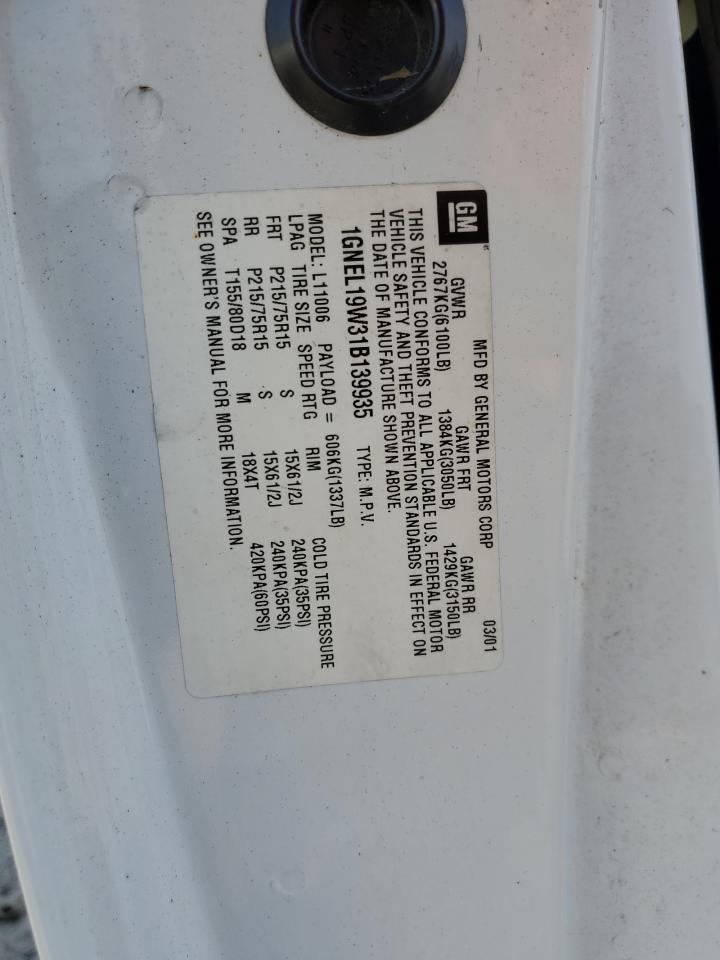 GM
MFD BY GENERAL MOTORS CORP 03/01
GVWR GAWR FRT GAWR RR
2767KG(6100LB) 1384KG(3050LB) 1429KG(3150LB)
THIS VEHICLE CONFORMS TO ALL APPLICABLE U.S. FEDERAL MOTOR
VEHICLE SAFETY AND THEFT PREVENTION STANDARDS IN EFFECT ON
THE DATE OF MANUFACTURE SHOWN ABOVE.
1GNEL19W31B139935 TYPE: M.P.V.
MODEL: L11006 PAYLOAD = 606KG(1337LB)
LPAG TIRE SIZE SPEED RTG RIM COLD TIRE PRESSURE
FRT P215/75R15 S 15X61/2J 240KPA(35PSI)
RR P215/75R15 S 15X61/2J 240KPA(35PSI)
SPA T155/80D18 M 18X4T 420KPA(60PSI)
SEE OWNER'S MANUAL FOR MORE INFORMATION.